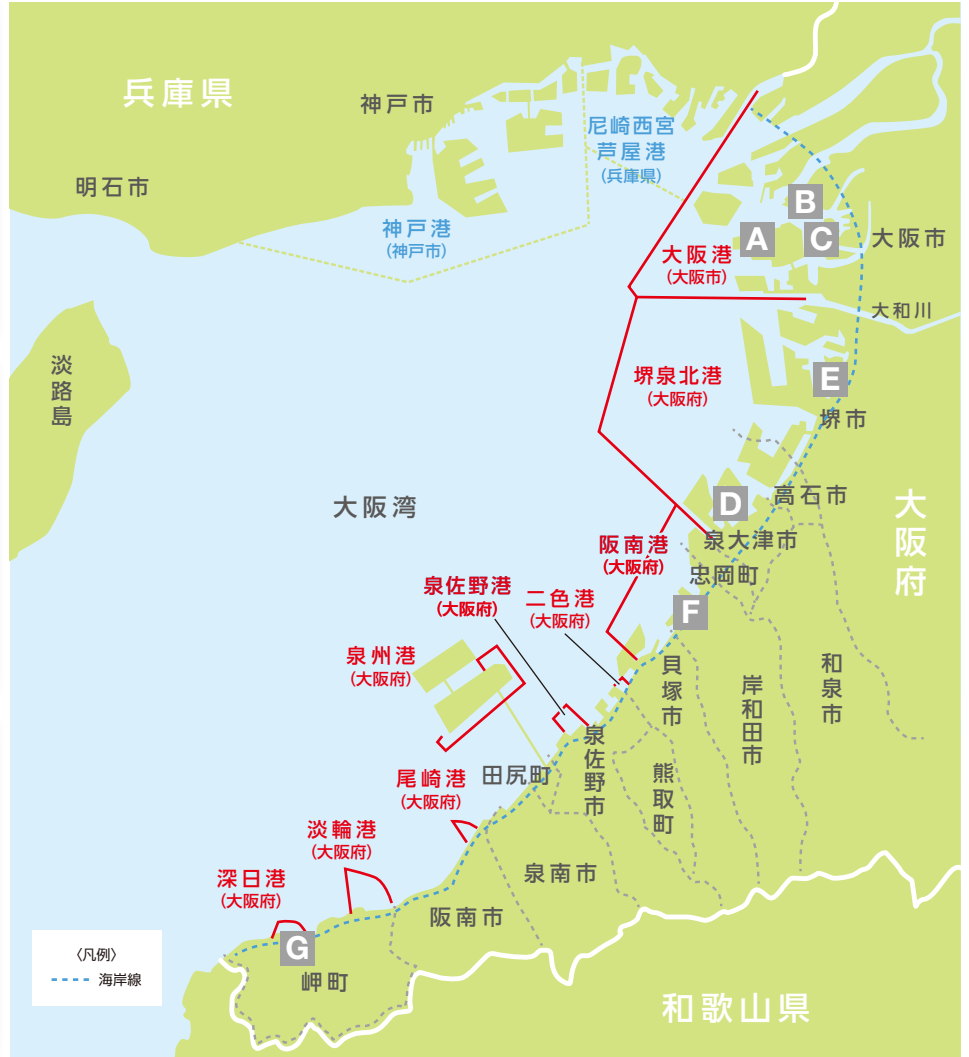 兵庫県
神戸市
尼崎西宮
芦屋港
(兵庫県)
明石市
神戸港
(神戸市)
B
A
C
大阪市
大阪港
(大阪市)
大和川
淡路島
堺泉北港
(大阪府)
E
堺市
大阪湾
D
高石市
大阪府
泉大津市
阪南港
(大阪府)
忠岡町
泉佐野港
(大阪府)
二色港
(大阪府)
F
泉州港
(大阪府)
貝塚市
岸和田市
和泉市
泉佐野市
田尻町
熊取町
尾崎港
(大阪府)
淡輪港
(大阪府)
深日港
(大阪府)
泉南市
阪南市
G
岬町
〈凡例〉
海岸線
和歌山県